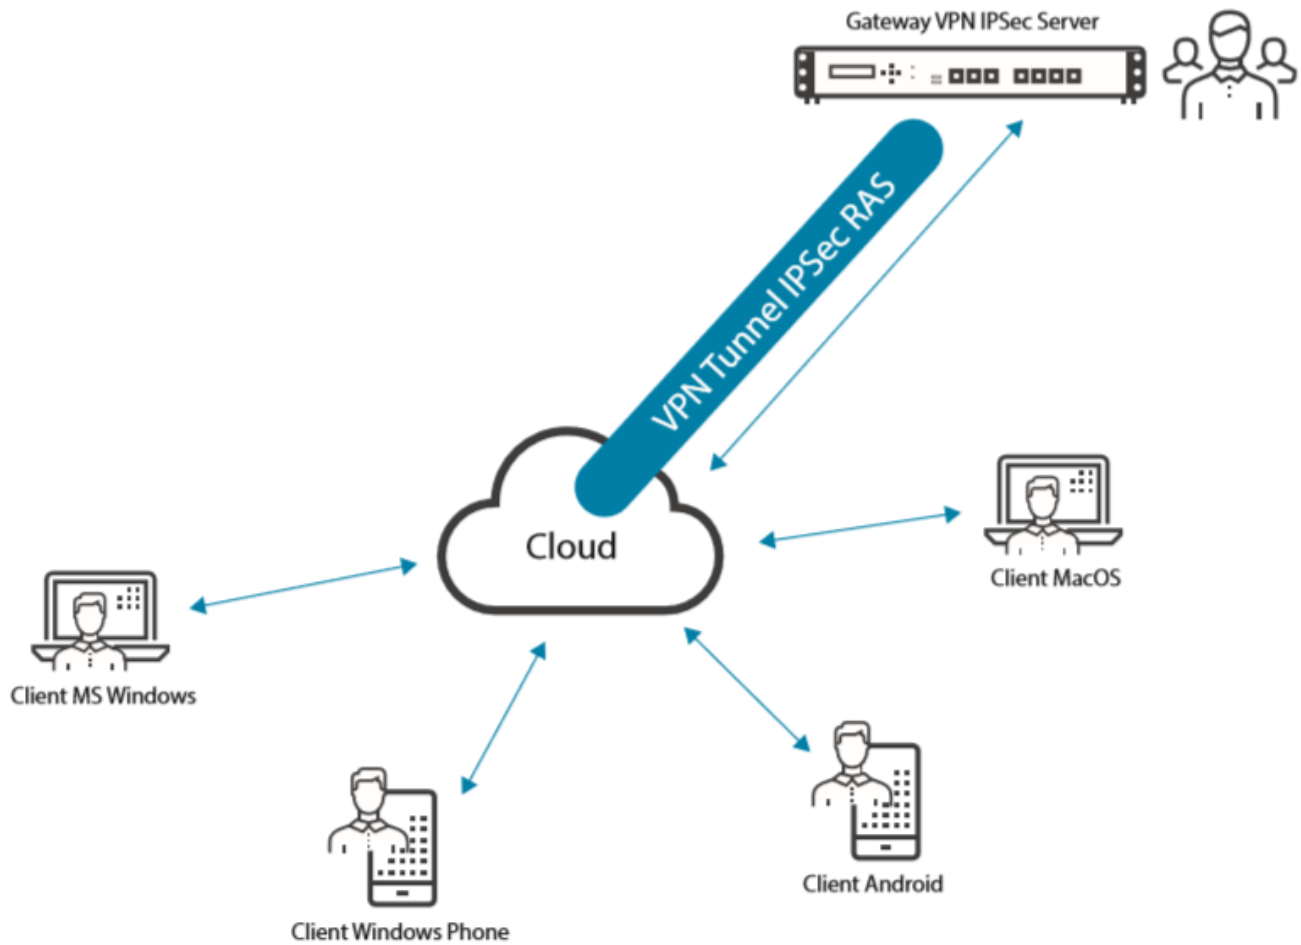 Gateway VPN IPSec Server
VPN Tunnel IPSec RAS
Cloud
Client MacOS
Client MS Windows
Client Android
Client Windows Phone